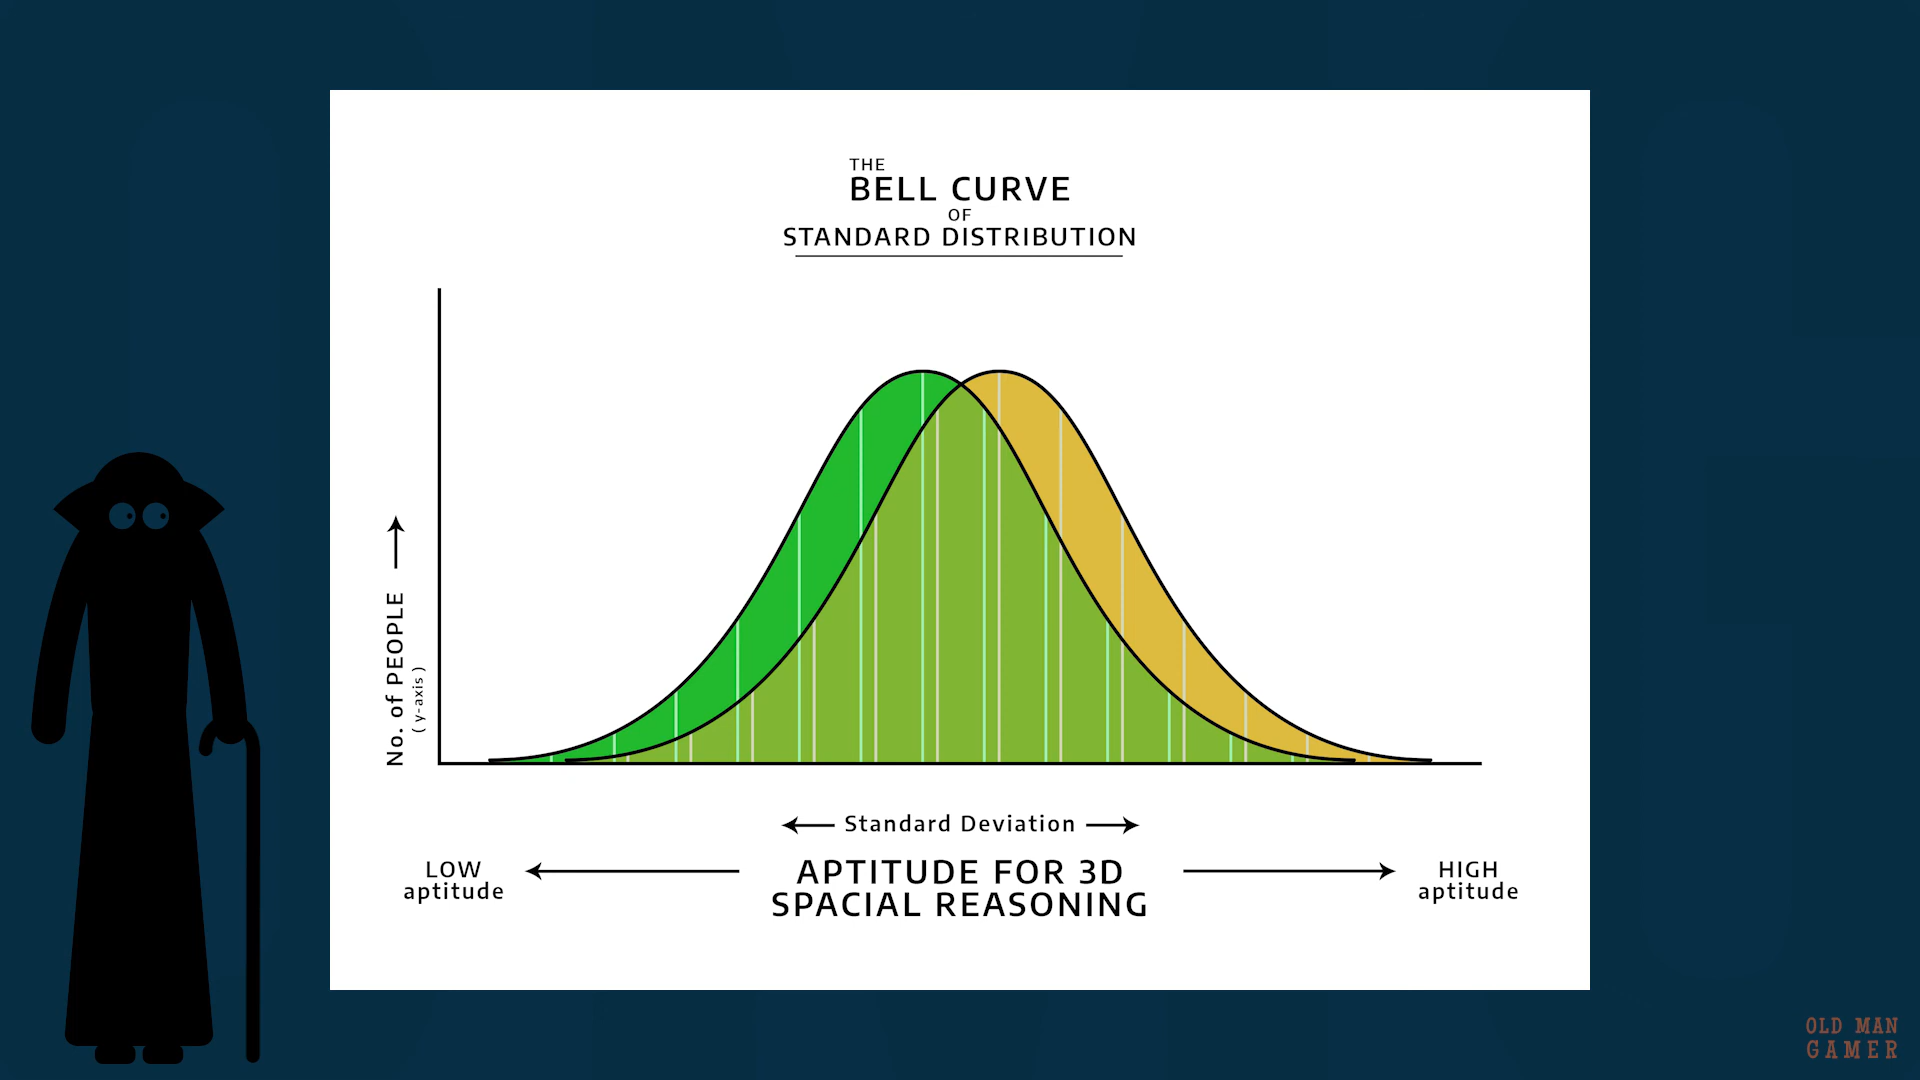 THE
BELL CURVE
OF
STANDARD DISTRIBUTION
No. of PEOPLE
( y-axis )
Standard Deviation
LOW
aptitude
APTITUDE FOR 3D
SPACIAL REASONING
HIGH
aptitude
OLD MAN
GAMER